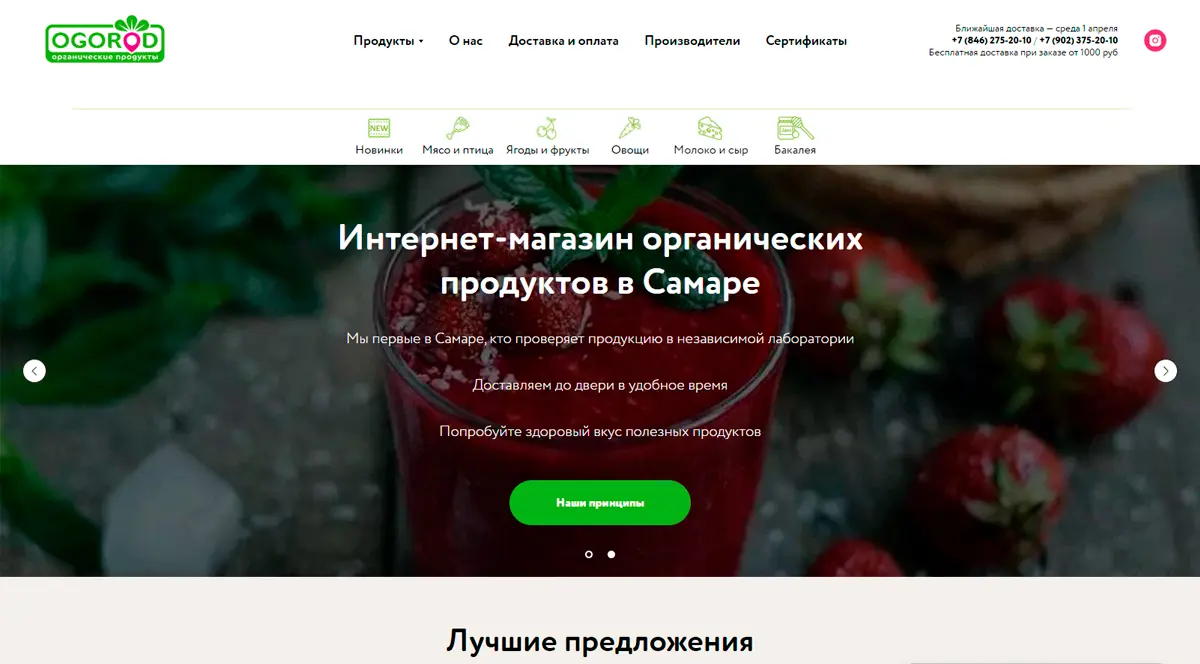 OGOROD
органические продукты
Продукты
О нас
Доставка и оплата
Производители
Сертификаты
Ближайшая доставка — среда 1 апреля
+7 (846) 275-20-10 / +7 (902) 375-20-10
Бесплатная доставка при заказе от 1000 руб
NEW
Новинки
Мясо и птица
Ягоды и фрукты
Овощи
Молоко и сыр
Бакалея
Интернет-магазин органических
продуктов в Самаре
Мы первые в Самаре, кто проверяет продукцию в независимой лаборатории
Доставляем до двери в удобное время
Попробуйте здоровый вкус полезных продуктов
Наши принципы
Лучшие предложения